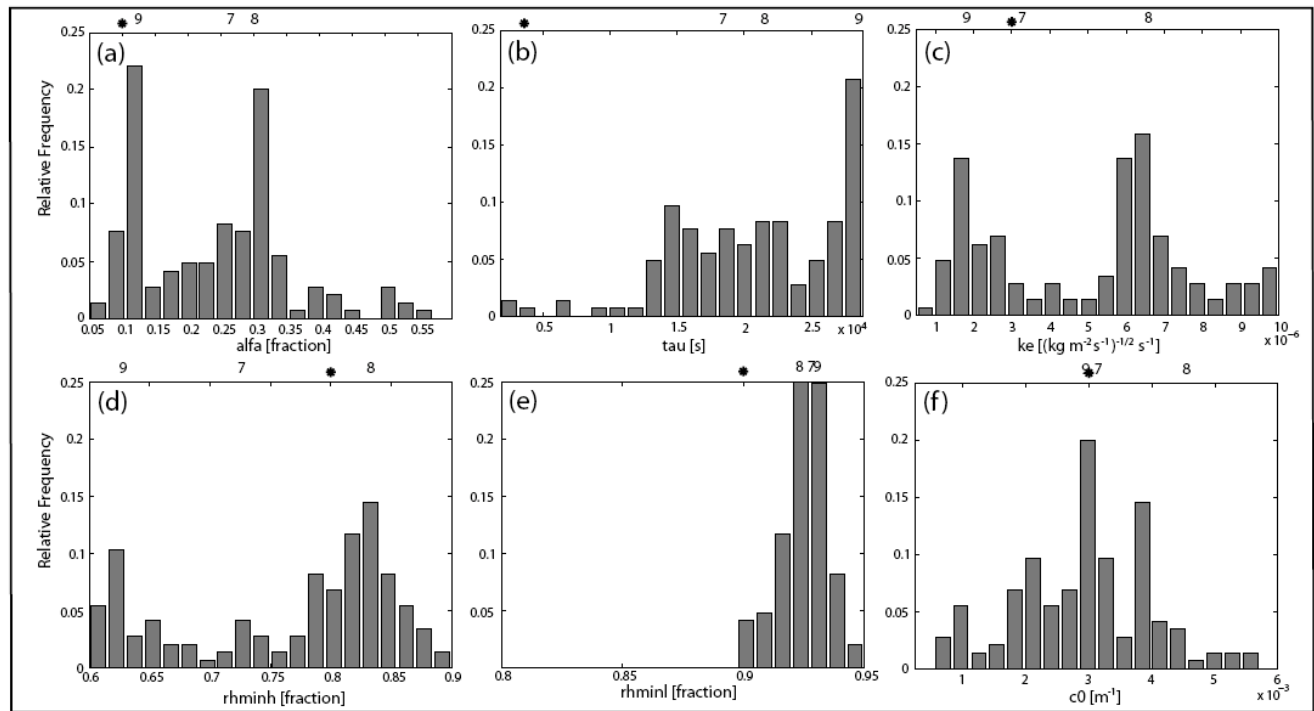 9 7 8
0.25
(a)
0.2
0.15
Relative Frequency
0.1
0.05
0
0.05 0.1 0.15 0.2 0.25 0.3 0.35 0.4 0.45 0.5 0.55
alfa [fraction]
7 8 9
0.25
(b)
0.2
0.15
0.1
0.05
0
0.5 1 1.5 2 2.5 x 10⁴
tau [s]
9 7 8
0.25
(c)
0.2
0.15
0.1
0.05
0
1 2 3 4 5 6 7 8 9 10
ke [(kg m⁻² s⁻¹)⁻¹/² s⁻¹]
x 10⁻⁶
9 7 8
0.25
(d)
0.2
0.15
Relative Frequency
0.1
0.05
0
0.6 0.65 0.7 0.75 0.8 0.85 0.9
rhminh [fraction]
8 7 9
0.25
(e)
0.2
0.15
0.1
0.05
0
0.8 0.85 0.9 0.95
rhminl [fraction]
9 7 8
0.25
(f)
0.2
0.15
0.1
0.05
0
1 2 3 4 5 6
c0 [m⁻¹]
x 10⁻³